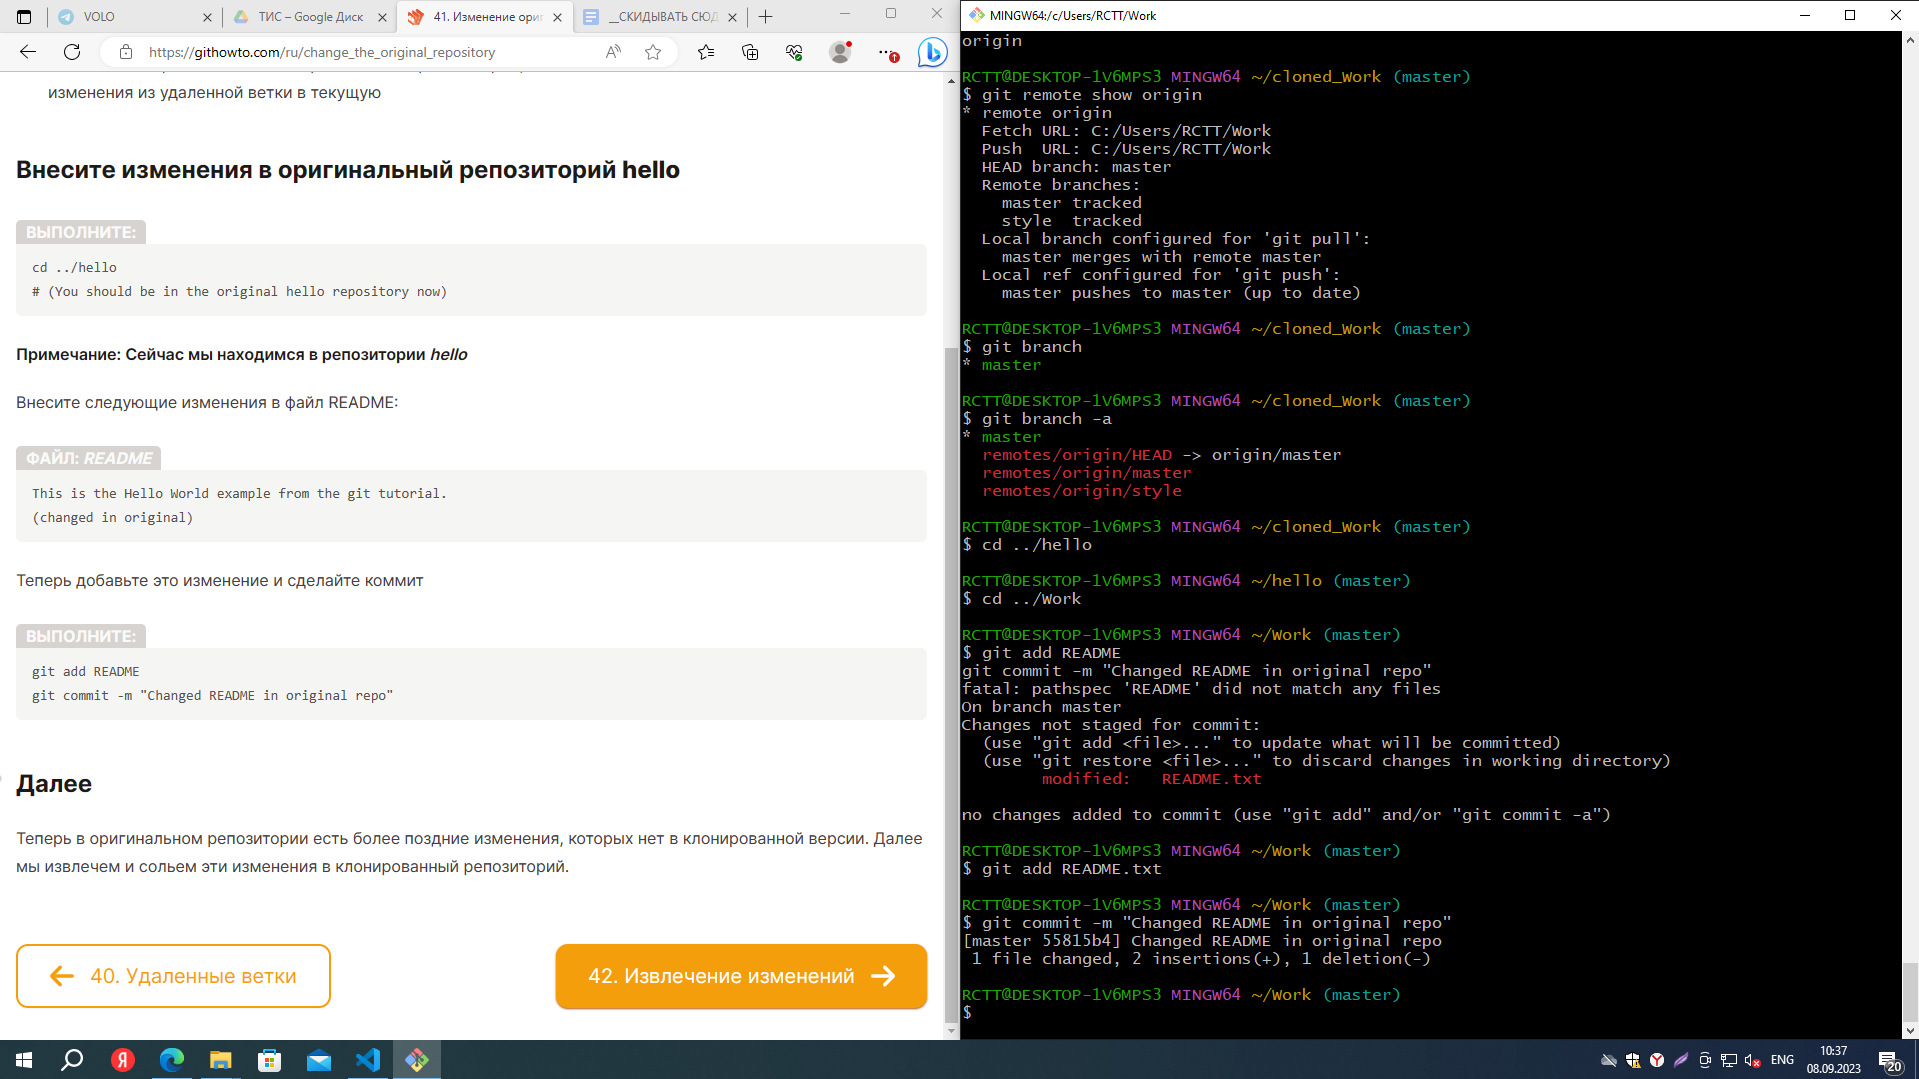 VOLO
ТИС – Google Диск
41. Изменение ориг
__СКИДЫВАТЬ СЮД
https://githowto.com/ru/change_the_original_repository
изменения из удаленной ветки в текущую
Внесите изменения в оригинальный репозиторий hello
ВЫПОЛНИТЕ:
cd ../hello
# (You should be in the original hello repository now)
Примечание: Сейчас мы находимся в репозитории hello
Внесите следующие изменения в файл README:
ФАЙЛ: README
This is the Hello World example from the git tutorial.
(changed in original)
Теперь добавьте это изменение и сделайте коммит
ВЫПОЛНИТЕ:
git add README
git commit -m "Changed README in original repo"
Далее
Теперь в оригинальном репозитории есть более поздние изменения, которых нет в клонированной версии. Далее
мы извлечем и сольем эти изменения в клонированный репозиторий.
40. Удаленные ветки
42. Извлечение изменений
MINGW64:/c/Users/RCTT/Work
origin
RCTT@DESKTOP-1V6MPS3 MINGW64 ~/cloned_Work (master)
$ git remote show origin
* remote origin
  Fetch URL: C:/Users/RCTT/Work
  Push  URL: C:/Users/RCTT/Work
  HEAD branch: master
  Remote branches:
    master tracked
    style  tracked
  Local branch configured for 'git pull':
    master merges with remote master
  Local ref configured for 'git push':
    master pushes to master (up to date)
RCTT@DESKTOP-1V6MPS3 MINGW64 ~/cloned_Work (master)
$ git branch
* master
RCTT@DESKTOP-1V6MPS3 MINGW64 ~/cloned_Work (master)
$ git branch -a
* master
  remotes/origin/HEAD -> origin/master
  remotes/origin/master
  remotes/origin/style
RCTT@DESKTOP-1V6MPS3 MINGW64 ~/cloned_Work (master)
$ cd ../hello
RCTT@DESKTOP-1V6MPS3 MINGW64 ~/hello (master)
$ cd ../Work
RCTT@DESKTOP-1V6MPS3 MINGW64 ~/Work (master)
$ git add README
git commit -m "Changed README in original repo"
fatal: pathspec 'README' did not match any files
On branch master
Changes not staged for commit:
  (use "git add <file>..." to update what will be committed)
  (use "git restore <file>..." to discard changes in working directory)
        modified:   README.txt
no changes added to commit (use "git add" and/or "git commit -a")
RCTT@DESKTOP-1V6MPS3 MINGW64 ~/Work (master)
$ git add README.txt
RCTT@DESKTOP-1V6MPS3 MINGW64 ~/Work (master)
$ git commit -m "Changed README in original repo"
[master 55815b4] Changed README in original repo
 1 file changed, 2 insertions(+), 1 deletion(-)
RCTT@DESKTOP-1V6MPS3 MINGW64 ~/Work (master)
$
ENG
10:37
08.09.2023
20